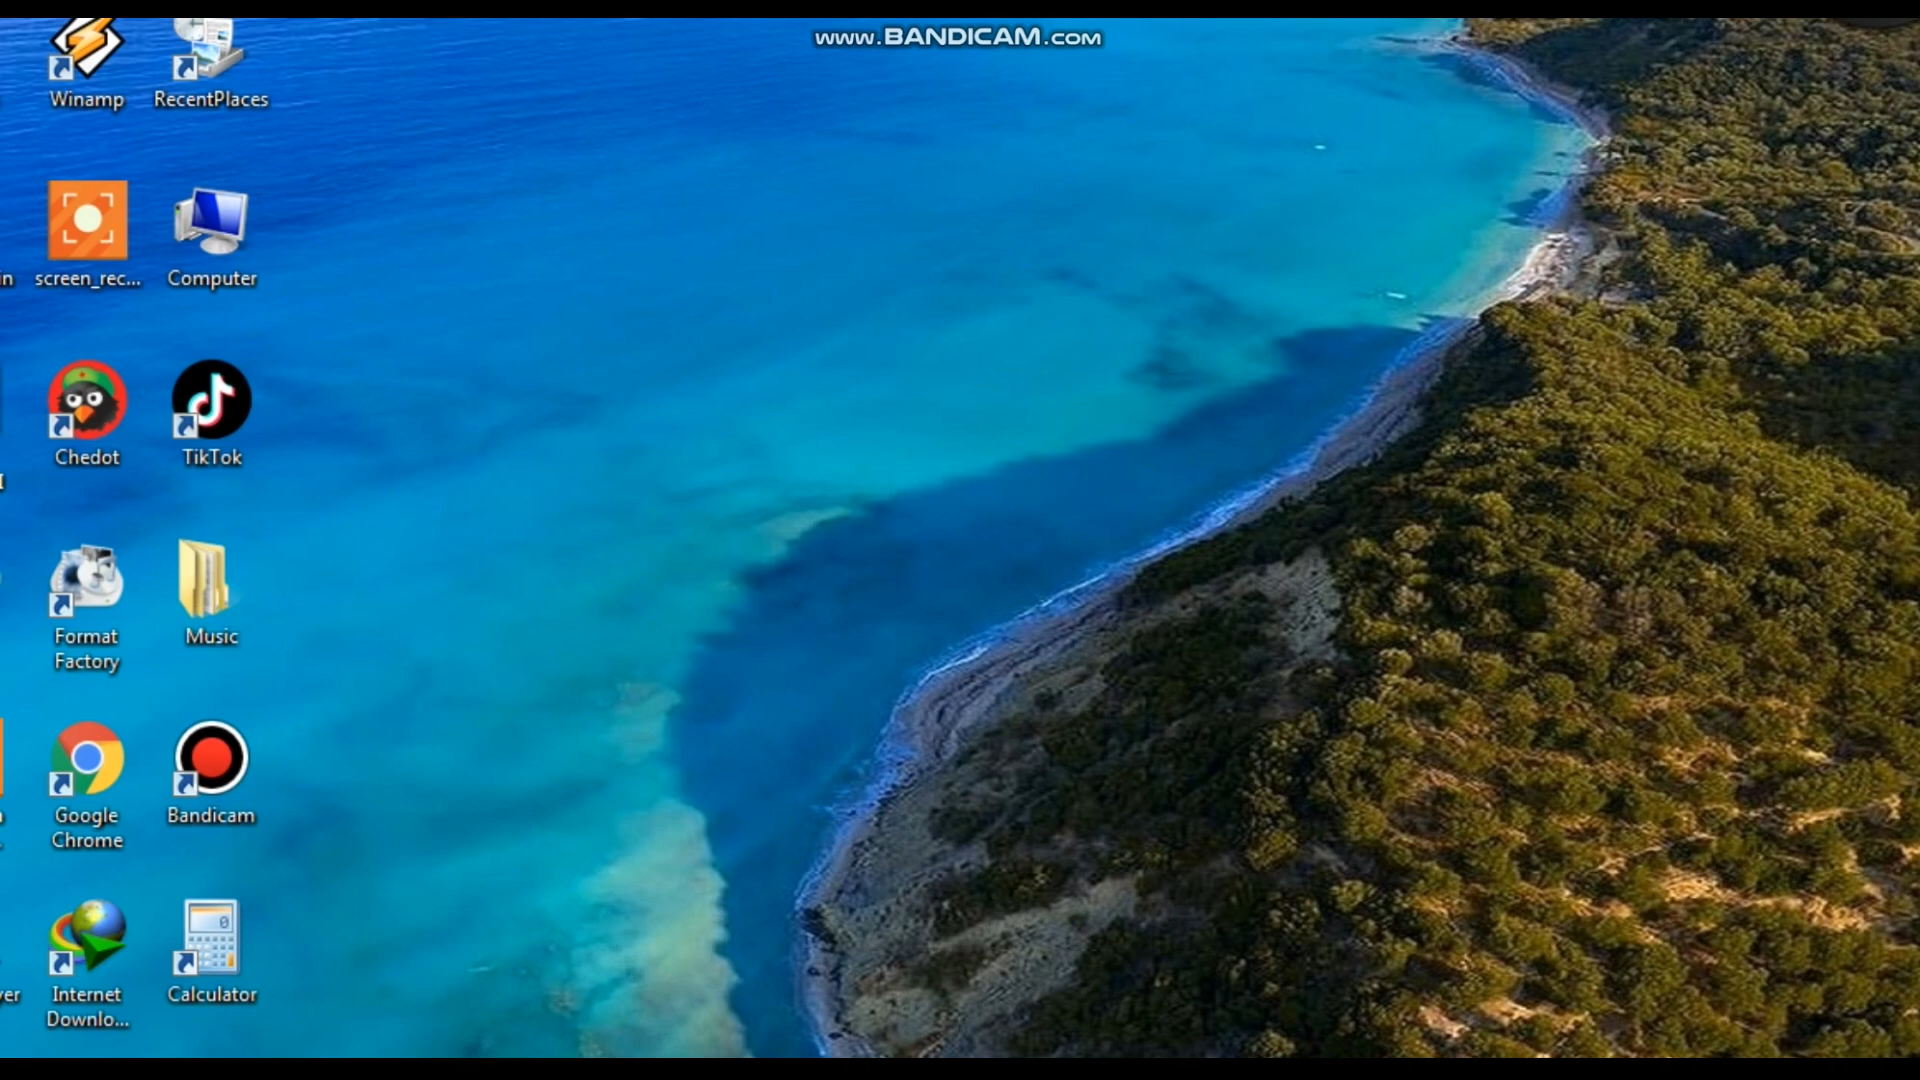 www.BANDICAM.com
Winamp
RecentPlaces
screen_rec...
Computer
Chedot
TikTok
Format
Factory
Music
Google
Chrome
Bandicam
Internet
Downlo...
Calculator